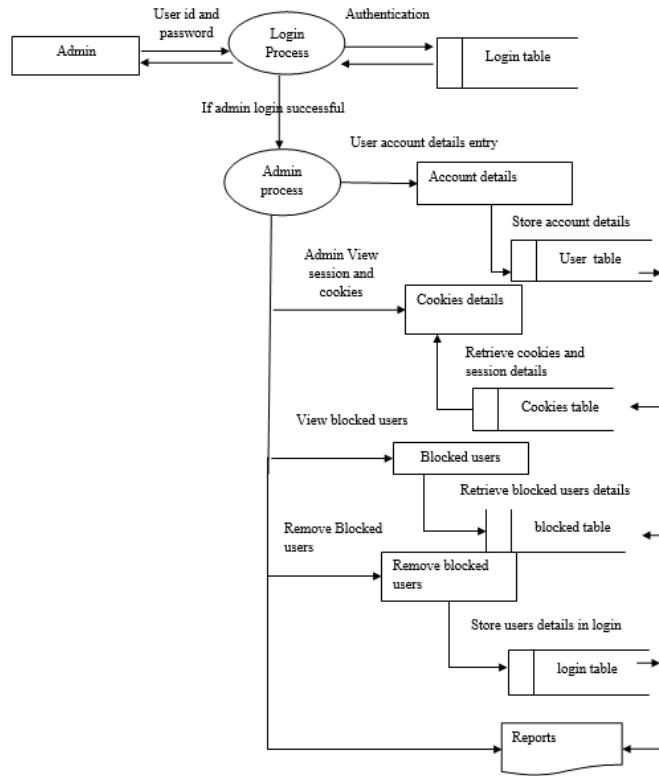 User id and
password
Authentication
Admin
Login
Process
Login table
If admin login successful
User account details entry
Admin
process
Account details
Store account details
User table
Admin View
session and
cookies
Cookies details
Retrieve cookies and
session details
Cookies table
View blocked users
Blocked users
Retrieve blocked users details
blocked table
Remove Blocked
users
Remove blocked
users
Store users details in login
login table
Reports